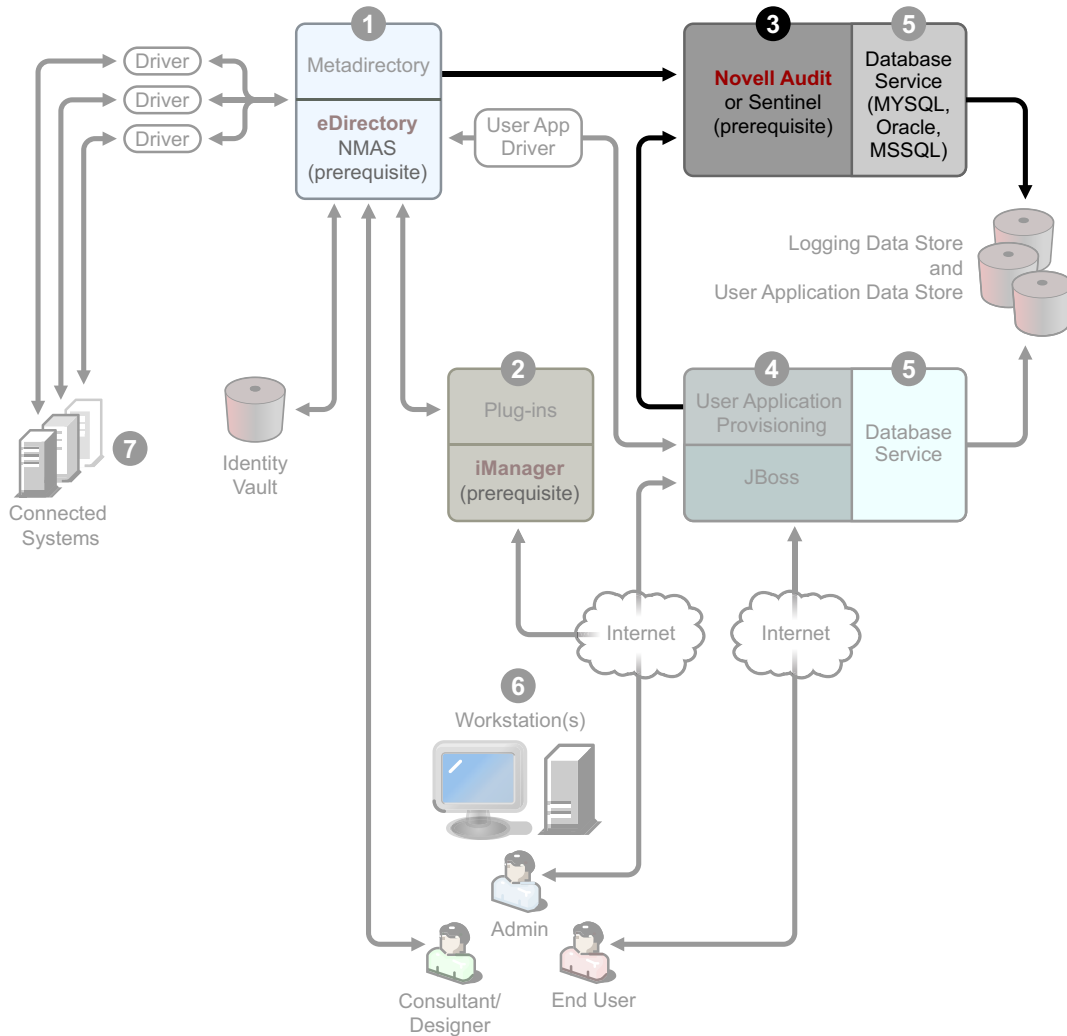 1
3
5
Driver
Driver
Driver
Metadirectory
eDirectory
NMAS
(prerequisite)
User App
Driver
Novell Audit
or Sentinel
(prerequisite)
Database
Service
(MYSQL,
Oracle,
MSSQL)
Logging Data Store
and
User Application Data Store
2
4
5
Plug-ins
iManager
(prerequisite)
User Application
Provisioning
JBoss
Database
Service
7
Connected
Systems
Identity
Vault
Internet
Internet
6
Workstation(s)
Admin
Consultant/
Designer
End User